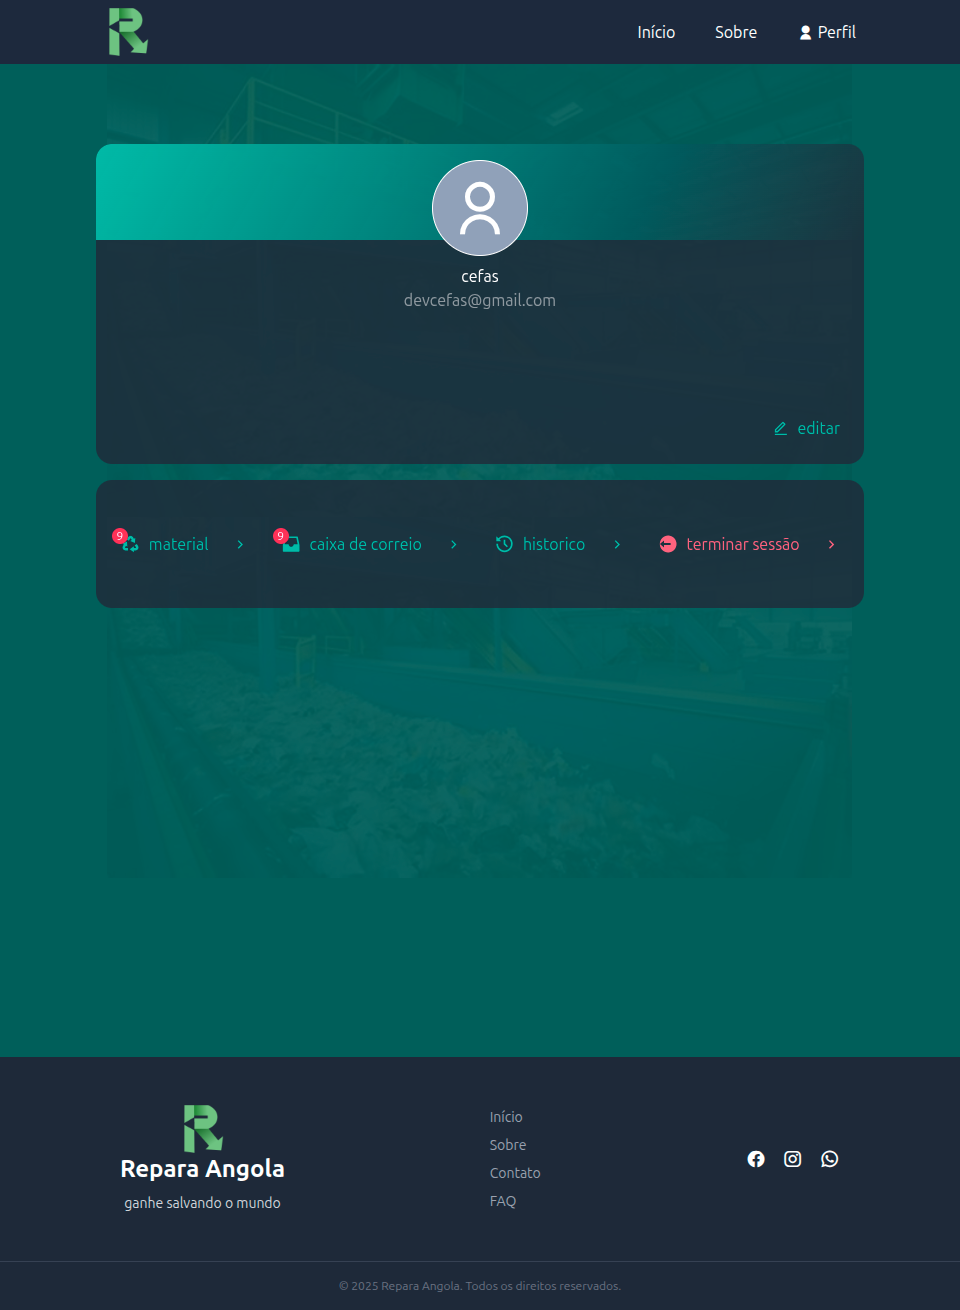 Início
Sobre
Perfil
cefas
devcefas@gmail.com
editar
9
material
9
caixa de correio
historico
terminar sessão
Repara Angola
ganhe salvando o mundo
Início
Sobre
Contato
FAQ
© 2025 Repara Angola. Todos os direitos reservados.